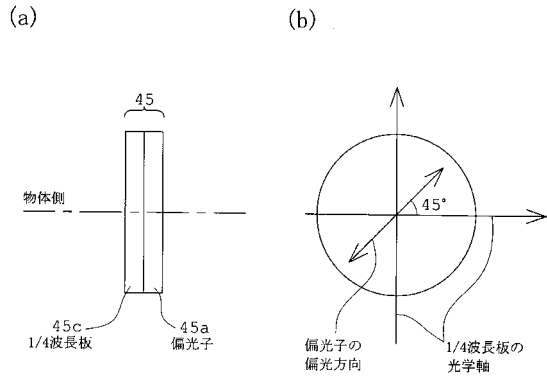 (a)
45
物体側
45c
1/4波長板
45a
偏光子
(b)
45°
偏光子の
偏光方向
1/4波長板の
光学軸